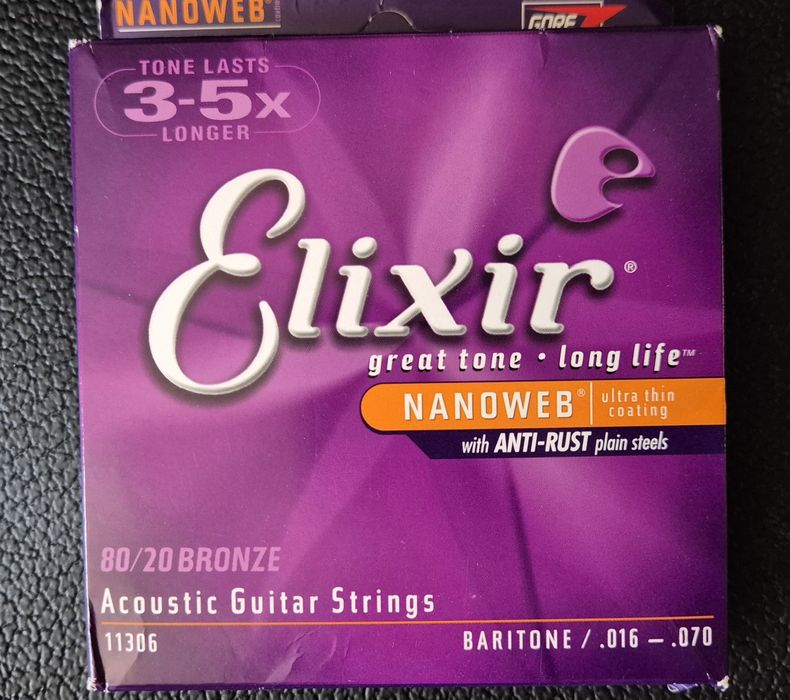 NANOWEB
GORE
TONE LASTS
3-5x
LONGER
e
Elixir®
great tone • long life™
NANOWEB® | ultra thin
coating
with ANTI-RUST plain steels
80/20 BRONZE
Acoustic Guitar Strings
11306 BARITONE / .016 — .070